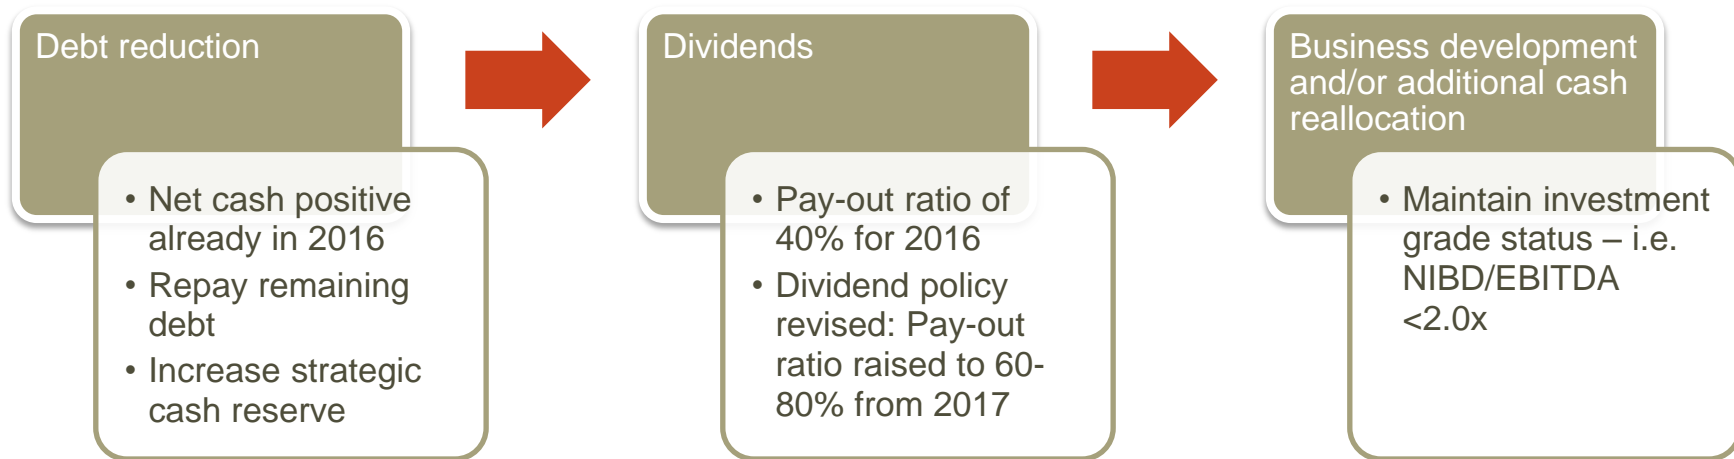 Debt reduction
• Net cash positive
already in 2016
• Repay remaining
debt
• Increase strategic
cash reserve
Dividends
• Pay-out ratio of
40% for 2016
• Dividend policy
revised: Pay-out
ratio raised to 60-
80% from 2017
Business development
and/or additional cash
reallocation
• Maintain investment
grade status – i.e.
NIBD/EBITDA
<2.0x